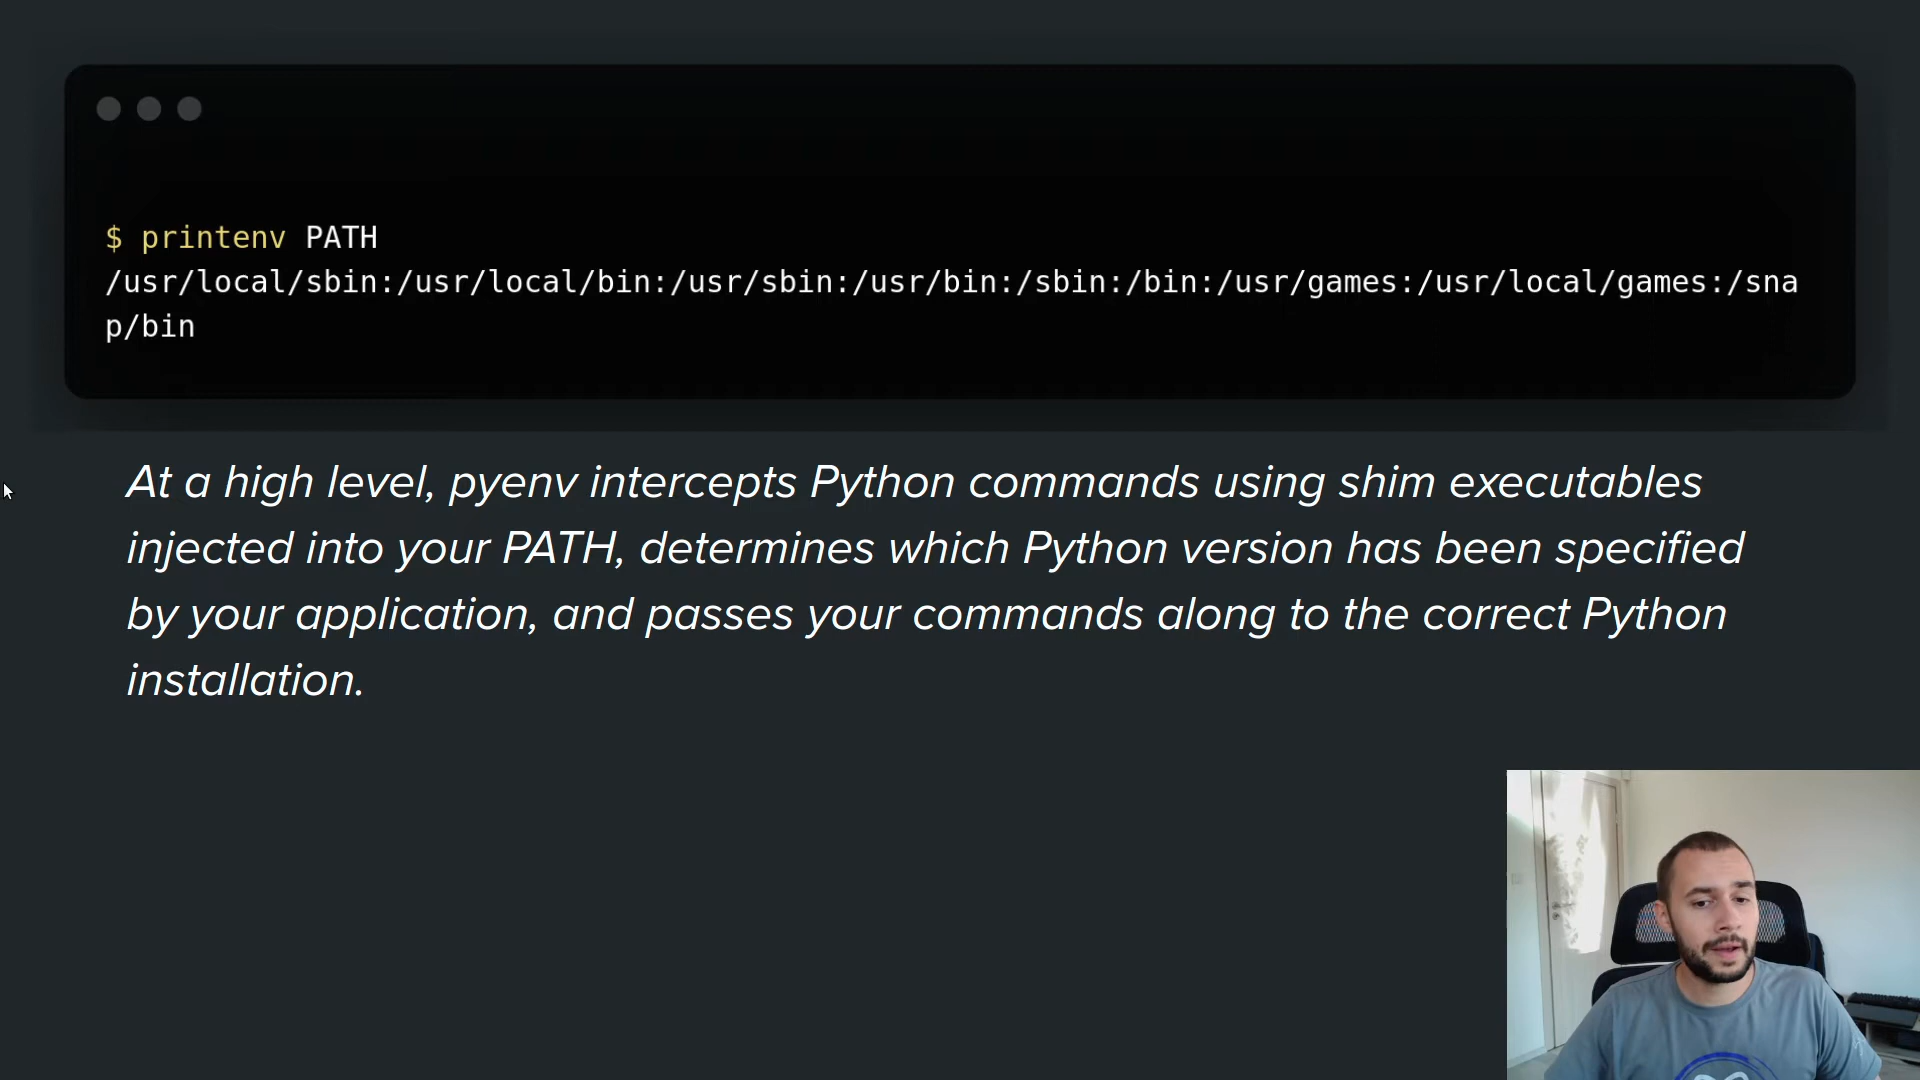 $ printenv PATH
/usr/local/sbin:/usr/local/bin:/usr/sbin:/usr/bin:/sbin:/bin:/usr/games:/usr/local/games:/sna
p/bin
At a high level, pyenv intercepts Python commands using shim executables
injected into your PATH, determines which Python version has been specified
by your application, and passes your commands along to the correct Python
installation.